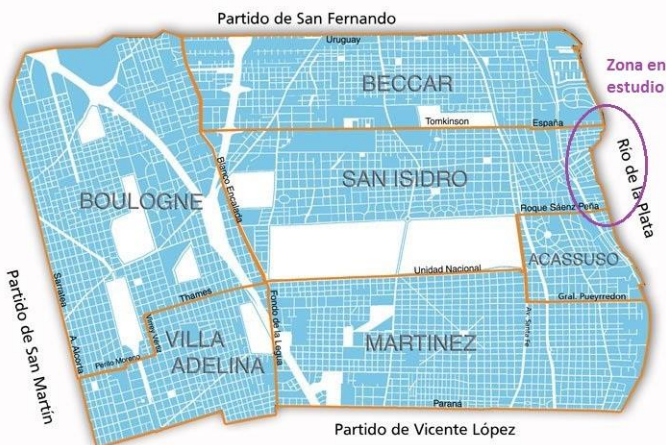 Partido de San Fernando
Uruguay
BECCAR
Zona en
estudio
Tomkinson
España
Río de la Plata
Blanco Encalada
SAN ISIDRO
BOULOGNE
Roque Sáenz Peña
ACASSUSO
Unidad Nacional
Sarratea
Partido de San Martín
Thames
Fondo de la Legua
Gral. Pueyrredon
Av. Santa Fe
A. Alcorta
Perito Moreno
VILLA
ADELINA
MARTINEZ
Paraná
Partido de Vicente López